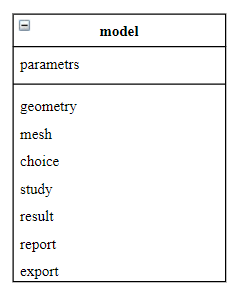 model
parametrs
geometry
mesh
choice
study
result
report
export